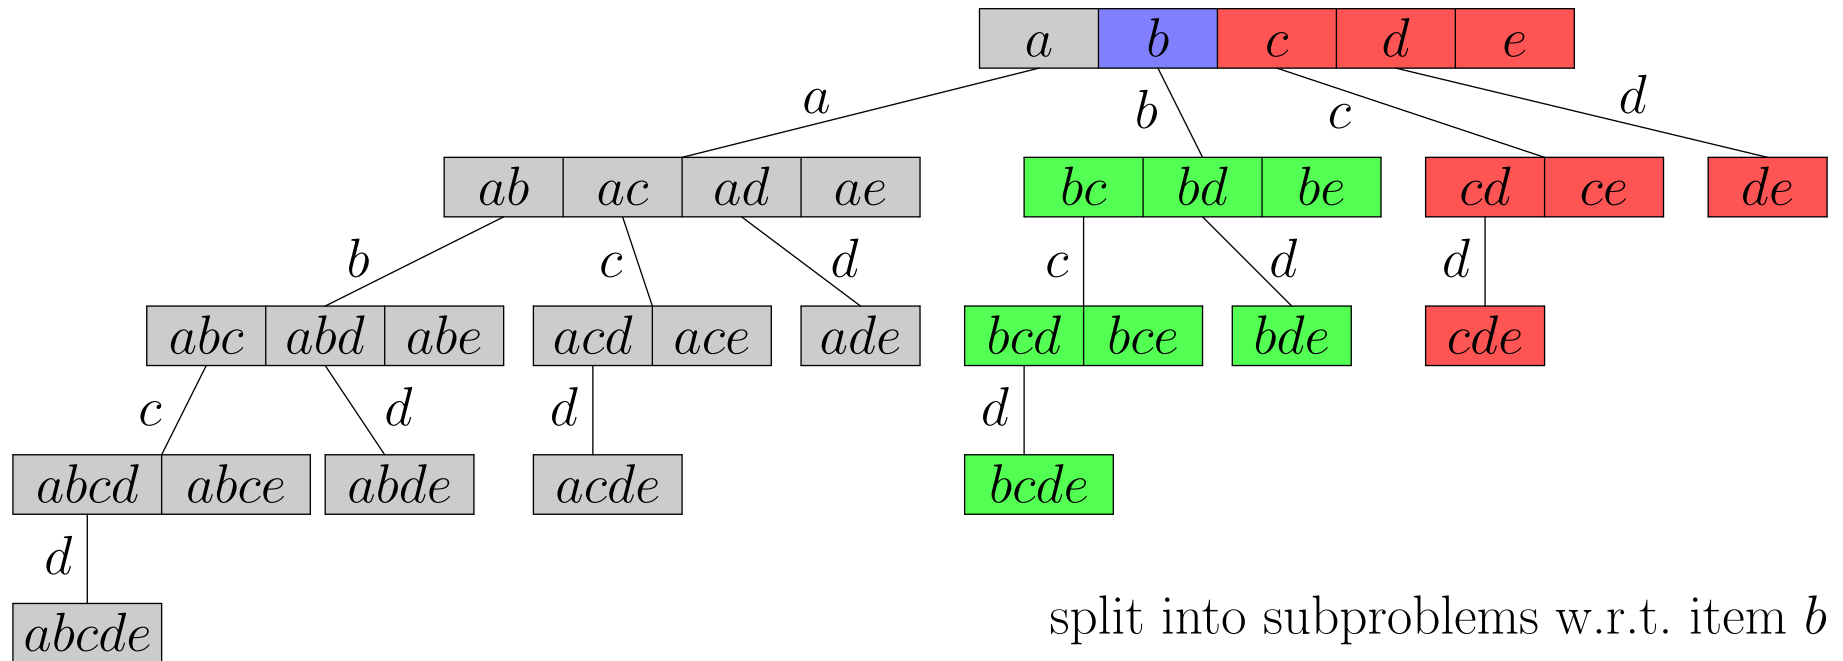 a b c d e
a b c d
ab ac ad ae bc bd be cd ce de
b c d c d d
abc abd abe acd ace ade bcd bce bde cde
c d d d
abcd abce abde acde bcde
d
abcde
split into subproblems w.r.t. item b